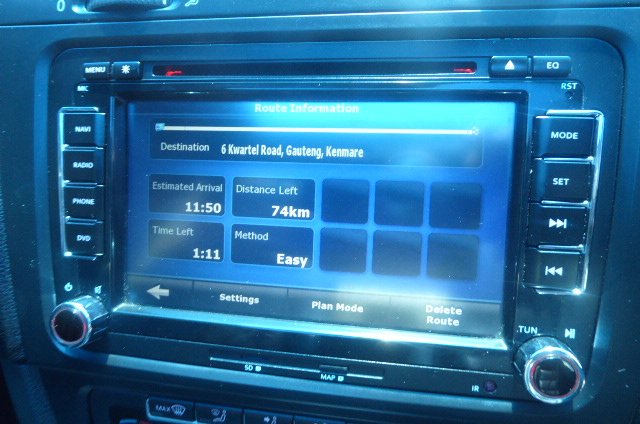 0
MENU
EQ
MIC
RST
NAVI
RADIO
PHONE
DVD
Route Information
Destination 6 Kwartel Road, Gauteng, Kenmare
Estimated Arrival
11:50
Distance Left
74km
Time Left
1:11
Method
Easy
Settings
Plan Mode
Delete
Route
MODE
SET
TUN
SD
MAP
IR
MAX